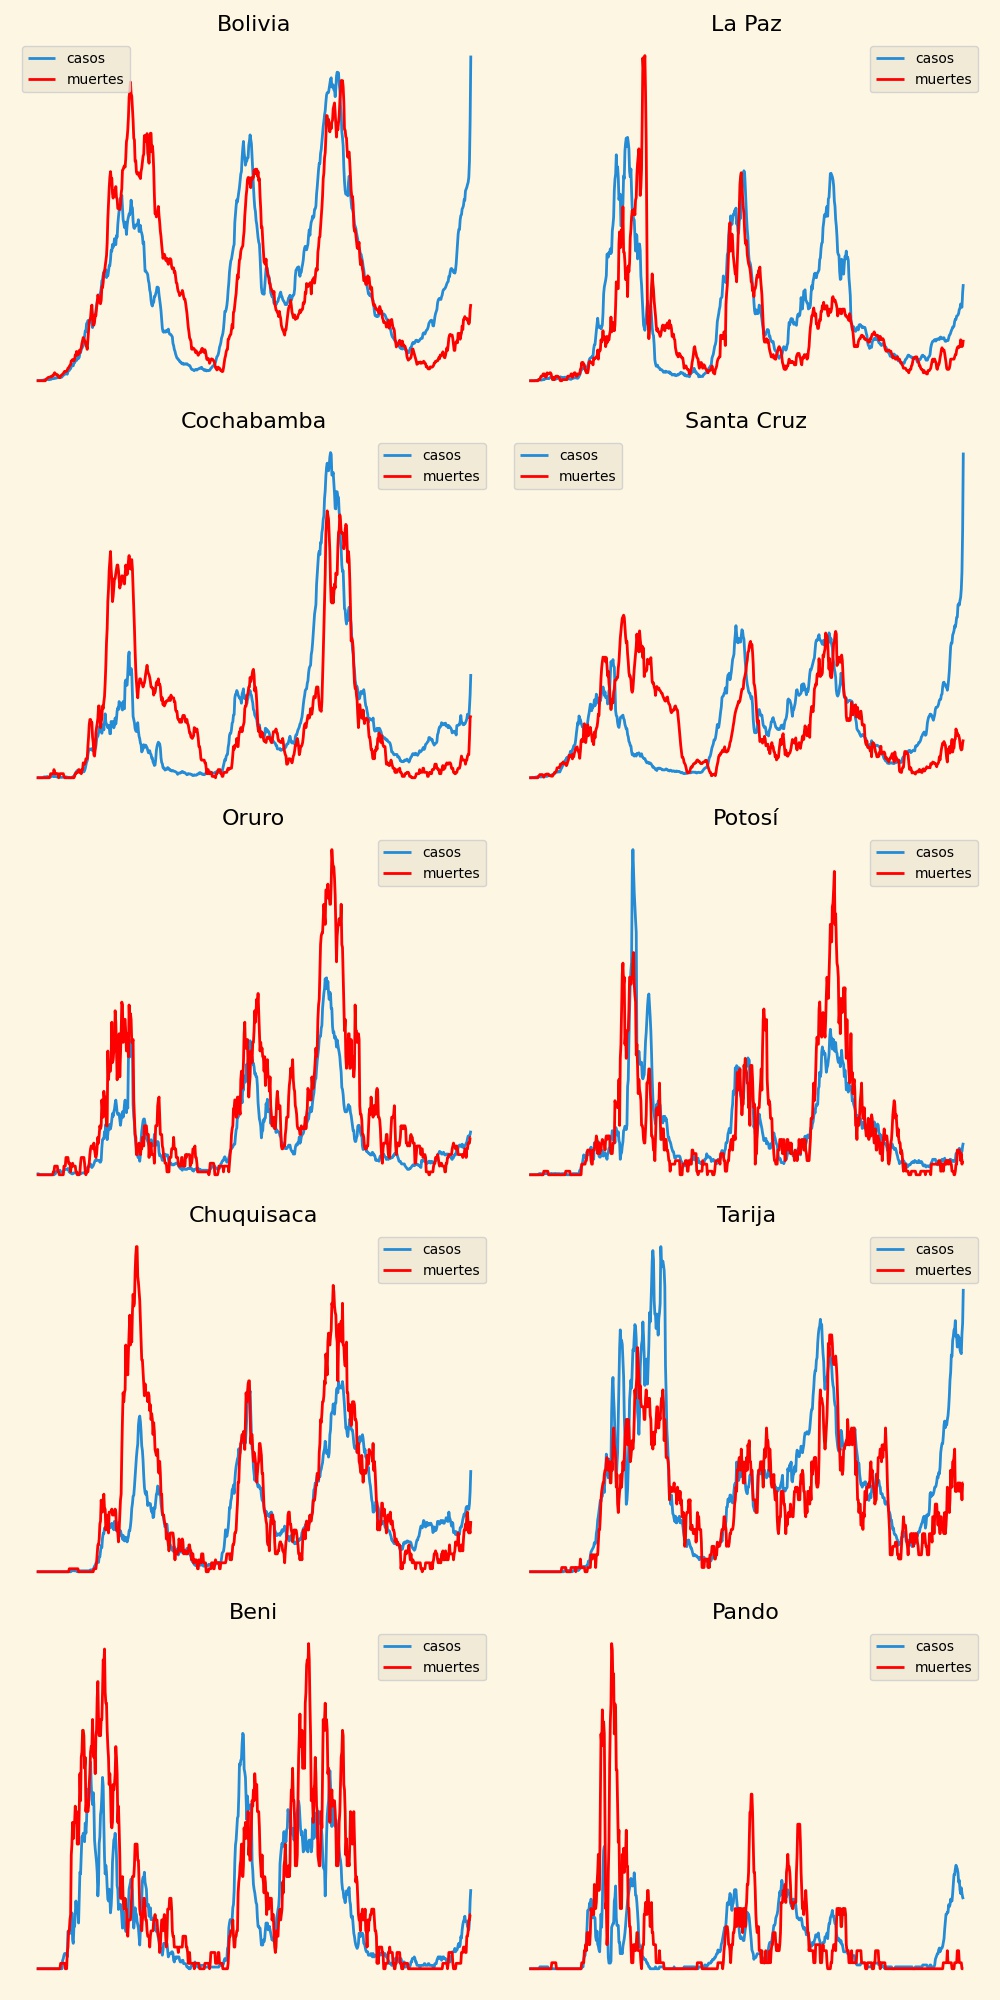 Bolivia
casos
muertes
La Paz
casos
muertes
Cochabamba
casos
muertes
Santa Cruz
casos
muertes
Oruro
casos
muertes
Potosí
casos
muertes
Chuquisaca
casos
muertes
Tarija
casos
muertes
Beni
casos
muertes
Pando
casos
muertes